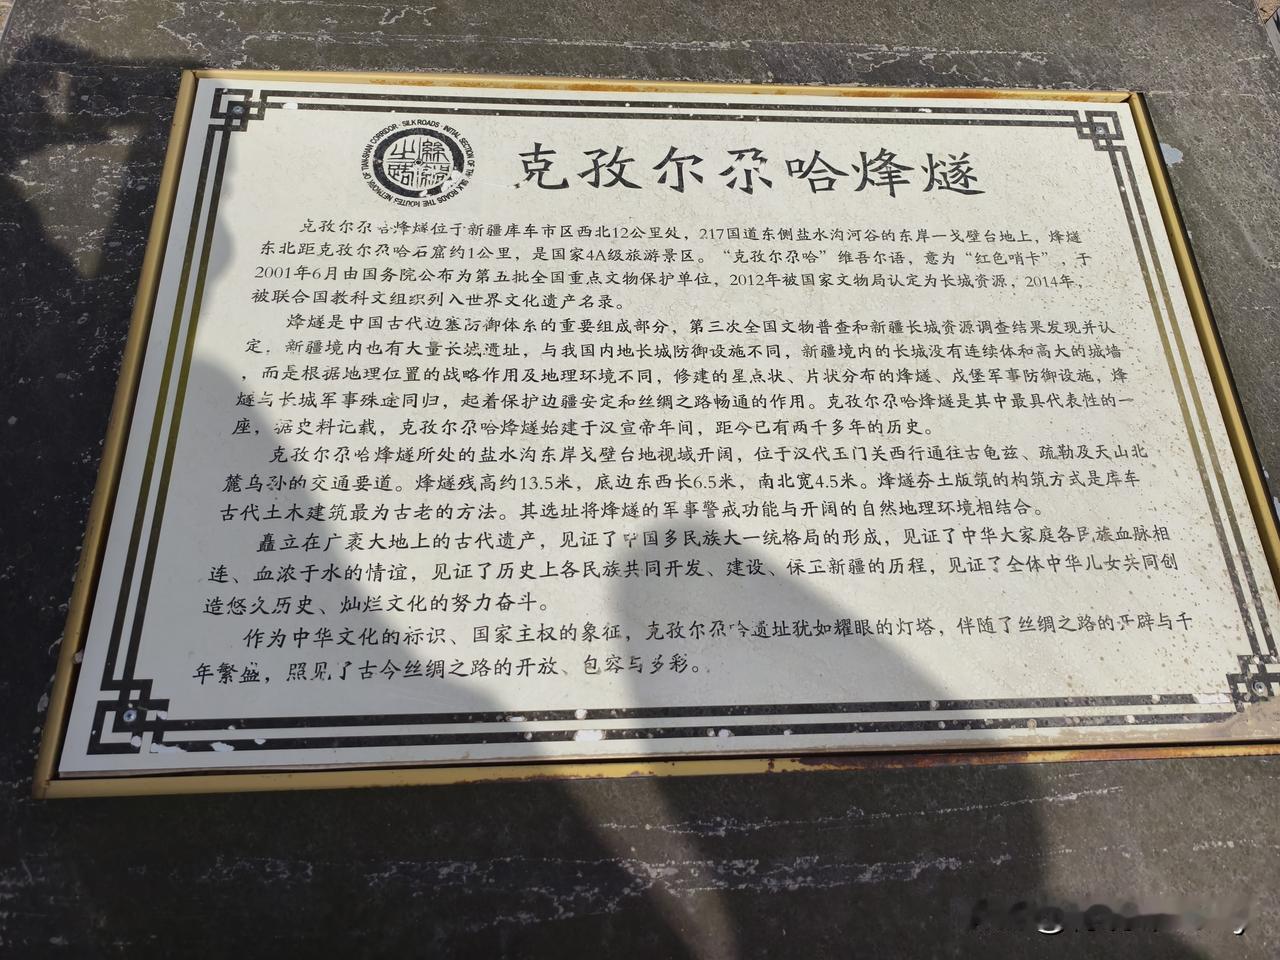 SILK ROADS · INITIAL SECTION OF THE SILK ROADS THE ROUTES NETWORK OF TIAN-SHAN CORRIDOR ·
克孜尔尕哈烽燧
克孜尔尕哈烽燧位于新疆库车市区西北12公里处，217国道东侧盐水沟河谷的东岸一戈壁台地上，烽燧
东北距克孜尔尕哈石窟约1公里，是国家4A级旅游景区。“克孜尔尕哈”维吾尔语，意为“红色哨卡”，于
2001年6月由国务院公布为第五批全国重点文物保护单位，2012年被国家文物局认定为长城资源，2014年，
被联合国教科文组织列入世界文化遗产名录。
烽燧是中国古代边塞防御体系的重要组成部分，第三次全国文物普查和新疆长城资源调查结果发现并认
定，新疆境内也有大量长城遗址，与我国内地长城防御设施不同，新疆境内的长城没有连续体和高大的城墙
，而是根据地理位置的战略作用及地理环境不同，修建的星点状、片状分布的烽燧、戍堡军事防御设施，烽
燧与长城军事殊途同归，起着保护边疆安定和丝绸之路畅通的作用。克孜尔尕哈烽燧是其中最具代表性的一
座，据史料记载，克孜尔尕哈烽燧始建于汉宣帝年间，距今已有两千多年的历史。
克孜尔尕哈烽燧所处的盐水沟东岸戈壁台地视域开阔，位于汉代玉门关西行通往古龟兹、疏勒及天山北
麓乌孙的交通要道。烽燧残高约13.5米，底边东西长6.5米，南北宽4.5米。烽燧夯土版筑的构筑方式是库车
古代土木建筑最为古老的方法。其选址将烽燧的军事警戒功能与开阔的自然地理环境相结合。
矗立在广袤大地上的古代遗产，见证了中国多民族大一统格局的形成，见证了中华大家庭各民族血脉相
连、血浓于水的情谊，见证了历史上各民族共同开发、建设、保卫新疆的历程，见证了全体中华儿女共同创
造悠久历史、灿烂文化的努力奋斗。
作为中华文化的标识、国家主权的象征，克孜尔尕哈遗址犹如耀眼的灯塔，伴随了丝绸之路的开辟与千
年繁盛，照见了古今丝绸之路的开放、包容与多彩。